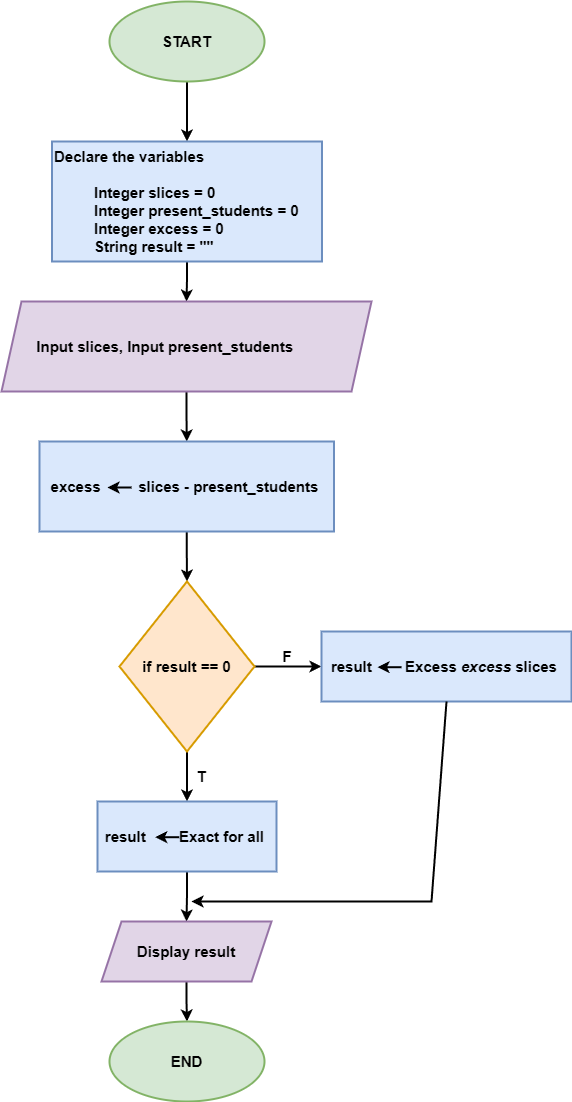 START
Declare the variables
Integer slices = 0
Integer present_students = 0
Integer excess = 0
String result = ""
Input slices, Input present_students
excess ← slices - present_students
if result == 0
F
result ← Excess excess slices
T
result ←Exact for all
Display result
END